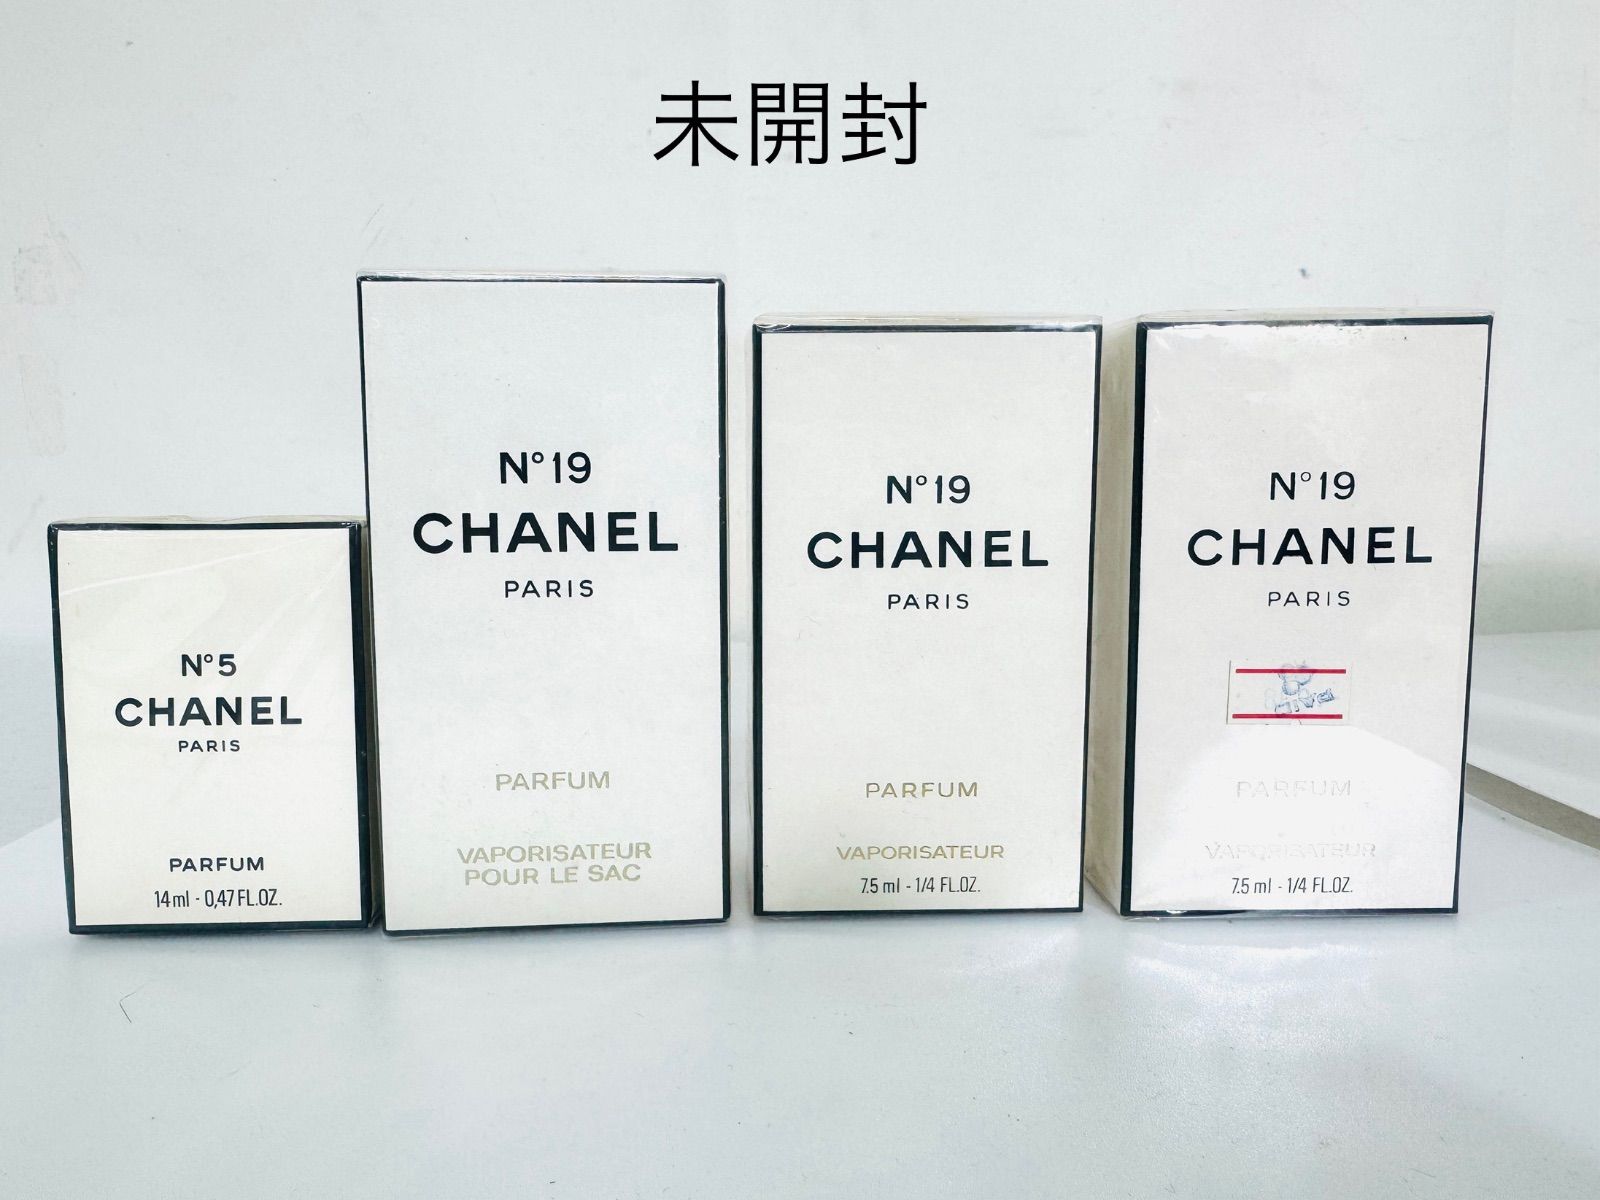 未開封
N°5
CHANEL
PARIS
PARFUM
14ml - 0,47 FL.OZ.
N°19
CHANEL
PARIS
PARFUM
VAPORISATEUR
POUR LE SAC
N°19
CHANEL
PARIS
PARFUM
VAPORISATEUR
7.5 ml - 1/4 FL.OZ.
N°19
CHANEL
PARIS
PARFUM
VAPORISATEUR
7.5 ml - 1/4 FL.OZ.